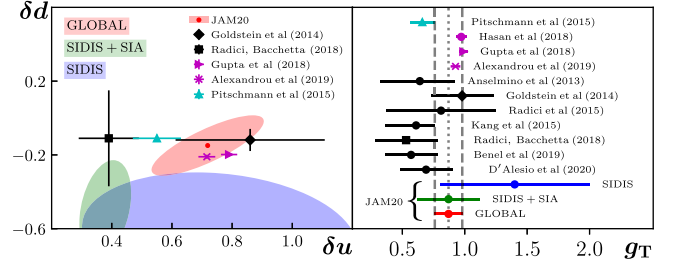 δd
GLOBAL
SIDIS + SIA
SIDIS
JAM20
Goldstein et al (2014)
Radici, Bacchetta (2018)
Gupta et al (2018)
Alexandrou et al (2019)
Pitschmann et al (2015)
0.2
−0.2
−0.6
0.4
0.6
0.8
1.0
δu
Pitschmann et al (2015)
Hasan et al (2018)
Gupta et al (2018)
Alexandrou et al (2019)
Anselmino et al (2013)
Goldstein et al (2014)
Radici et al (2015)
Kang et al (2015)
Radici, Bacchetta (2018)
Benel et al (2019)
D′Alesio et al (2020)
SIDIS
JAM20
SIDIS + SIA
GLOBAL
0.5
1.0
1.5
2.0
gT